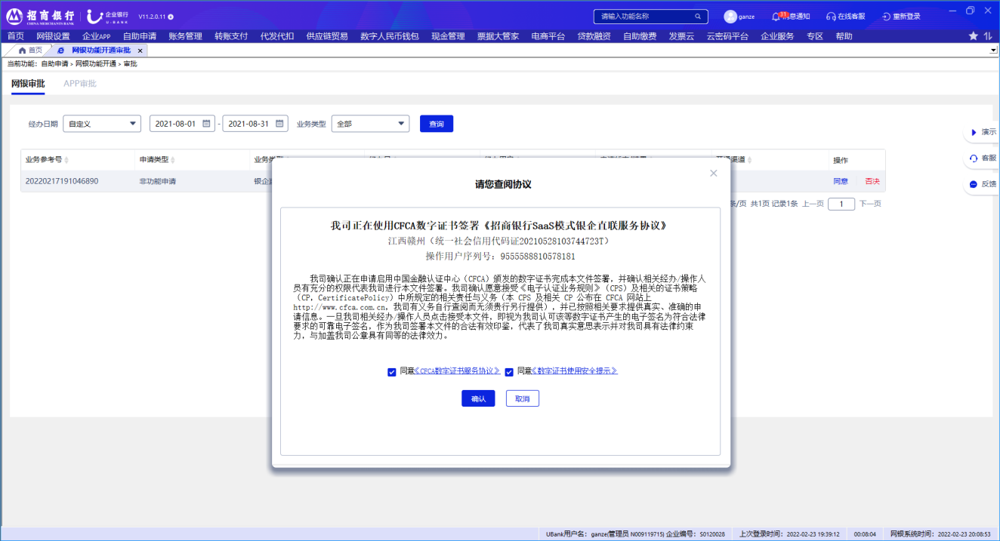 招商银行 CHINA MERCHANTS BANK 企业银行 U-BANK V11.2.0.11 请输入功能名称 ganze 31 消息通知 在线客服 重新登录
首页 网银设置 企业APP 自助申请 账务管理 转账支付 代发代扣 供应链贸易 数字人民币钱包 现金管理 票据大管家 电商平台 贷款融资 自助缴费 发票云 云密码平台 企业服务 专区 帮助
首页 网银功能开通审批
当前功能：自助申请 > 网银功能开通 > 审批
网银审批 APP审批
经办日期 自定义 2021-08-01 - 2021-08-31 业务类型 全部 查询
演示
业务参考号 申请类型 业务类型 渠道 操作
客服
20220217191046890 非功能申请 银企 同意 否决
反馈
请您查阅协议
条/页 共1页 记录1条 上一页 1 下一页
我司正在使用CFCA数字证书签署《招商银行SaaS模式银企直联服务协议》
江西赣州（统一社会信用代码证20210528103744723T）
操作用户序列号：9555588810578181
我司确认正在申请启用中国金融认证中心（CFCA）颁发的数字证书完成本文件签署，并确认相关经办/操作人
员有充分的权限代表我司进行本文件签署。我司确认愿意接受《电子认证业务规则》（CPS）及相关的证书策略
（CP，CertificatePolicy）中所规定的相关责任与义务（本 CPS 及相关 CP 公布在 CFCA 网站上
http://www.cfca.com.cn，我司有义务自行查阅而无须贵行另行提供），并已按照相关要求提供真实、准确的申
请信息。一旦我司相关经办/操作人员点击接受本文件，即视为我司认可该等数字证书产生的电子签名为符合法律
要求的可靠电子签名，作为我司签署本文件的合法有效印鉴，代表了我司真实意思表示并对我司具有法律约束
力，与加盖我司公章具有同等的法律效力。
同意《CFCA数字证书服务协议》 同意《数字证书使用安全提示》
确认 取消
UBank用户名：ganze(管理员 N009119715) 企业编号：S0120028 上次登录时间：2022-02-23 19:39:12 00:08:04 网银系统时间：2022-02-23 20:08:53